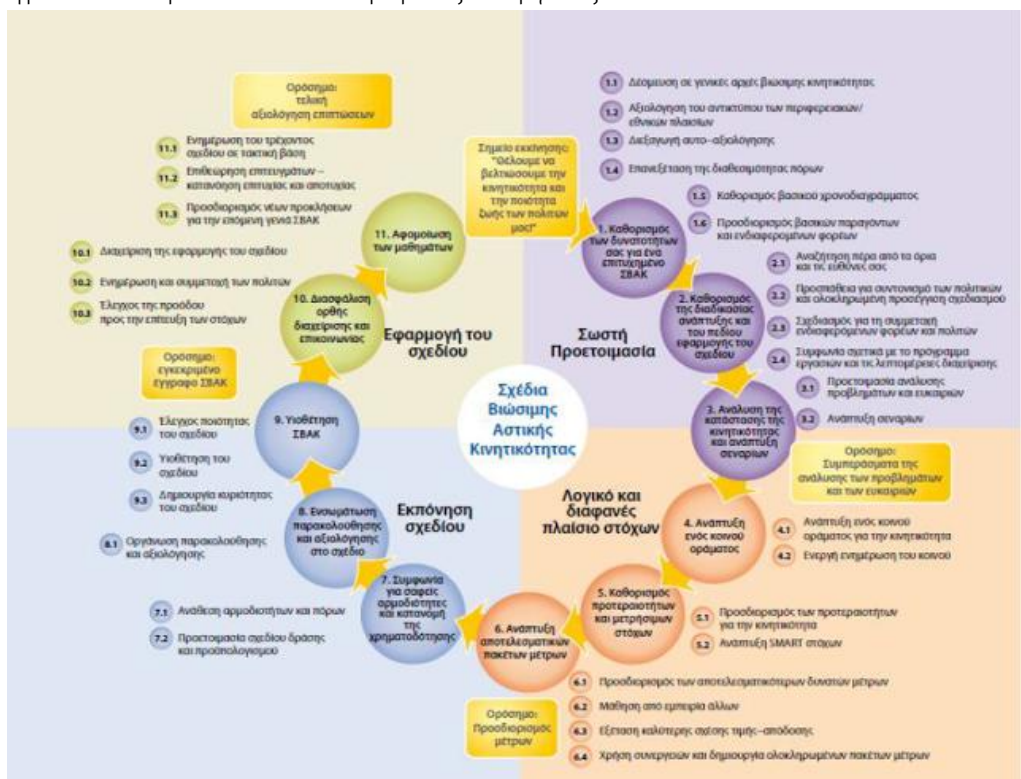 Ορόσημο:
τελική
αξιολόγηση επιπτώσεων
11.1 Ενημέρωση του τρέχοντος
σχεδίου σε τακτική βάση
11.2 Επιθεώρηση επιτευγμάτων –
κατανόηση επιτυχίας και αποτυχίας
11.3 Προσδιορισμός νέων προκλήσεων
για την επόμενη γενιά ΣΒΑΚ
11. Αφομοίωση
των μαθημάτων
10.1 Διαχείριση της εφαρμογής του σχεδίου
10.2 Ενημέρωση και συμμετοχή των πολιτών
10.3 Έλεγχος της προόδου
προς την επίτευξη των στόχων
10. Διασφάλιση
ορθής
διαχείρισης και
επικοινωνίας
Εφαρμογή του
σχεδίου
Σημείο εκκίνησης:
"Θέλουμε να
βελτιώσουμε την
κινητικότητα και
την ποιότητα
ζωής των πολιτών
μας!"
1.1 Δέσμευση σε γενικές αρχές βιώσιμης κινητικότητας
1.2 Αξιολόγηση του αντικτύπου των περιφερειακών/
εθνικών πλαισίων
1.3 Διεξαγωγή αυτο-αξιολόγησης
1.4 Επανεξέταση της διαθεσιμότητας πόρων
1.5 Καθορισμός βασικού χρονοδιαγράμματος
1.6 Προσδιορισμός βασικών παραγόντων
και ενδιαφερομένων φορέων
1. Καθορισμός
των δυνατοτήτων
σας για ένα
επιτυχημένο
ΣΒΑΚ
2.1 Αναζήτηση πέρα από τα όρια
και τις ευθύνες σας
2.2 Προσπάθεια για συντονισμό των πολιτικών
και ολοκληρωμένη προσέγγιση σχεδιασμού
2.3 Σχεδιασμός για τη συμμετοχή
ενδιαφερομένων φορέων και πολιτών
2.4 Συμφωνία σχετικά με το πρόγραμμα
εργασιών και τις λεπτομέρειες διαχείρισης
2. Καθορισμός
της διαδικασίας
ανάπτυξης και
του πεδίου
εφαρμογής του
σχεδίου
Σωστή
Προετοιμασία
3.1 Προετοιμασία ανάλυσης
προβλημάτων και ευκαιριών
3.2 Ανάπτυξη σεναρίων
3. Ανάλυση της
κατάστασης της
κινητικότητας
και ανάπτυξη
σεναρίων
Ορόσημο:
Συμπεράσματα της
ανάλυσης των προβλημάτων
και των ευκαιριών
Σχέδια
Βιώσιμης
Αστικής
Κινητικότητας
Λογικό και
διαφανές
πλαίσιο στόχων
4. Ανάπτυξη
ενός κοινού
οράματος
4.1 Ανάπτυξη ενός κοινού
οράματος για την κινητικότητα
4.2 Ενεργή ενημέρωση του κοινού
5. Καθορισμός
προτεραιοτήτων
και μετρήσιμων
στόχων
5.1 Προσδιορισμός των προτεραιοτήτων
για την κινητικότητα
5.2 Ανάπτυξη SMART στόχων
6. Ανάπτυξη
αποτελεσματικών
πακέτων μέτρων
6.1 Προσδιορισμός των αποτελεσματικότερων δυνατών μέτρων
6.2 Μάθηση από εμπειρία άλλων
6.3 Εξέταση καλύτερης σχέσης τιμής-απόδοσης
6.4 Χρήση συνεργειών και δημιουργία ολοκληρωμένων πακέτων μέτρων
Ορόσημο:
Προσδιορισμός
μέτρων
Εκπόνηση
σχεδίου
7. Συμφωνία
για σαφείς
αρμοδιότητες
και κατανομή
της
χρηματοδότησης
7.1 Ανάθεση αρμοδιοτήτων και πόρων
7.2 Προετοιμασία σχεδίου δράσης
και προϋπολογισμού
8. Ενσωμάτωση
παρακολούθησης
και αξιολόγησης
στο σχέδιο
8.1 Οργάνωση παρακολούθησης
και αξιολόγησης
9. Υιοθέτηση
ΣΒΑΚ
9.1 Έλεγχος ποιότητας
του σχεδίου
9.2 Υιοθέτηση του
σχεδίου
9.3 Δημιουργία κυριότητας
του σχεδίου
Ορόσημο:
εγκεκριμένο
έγγραφο ΣΒΑΚ